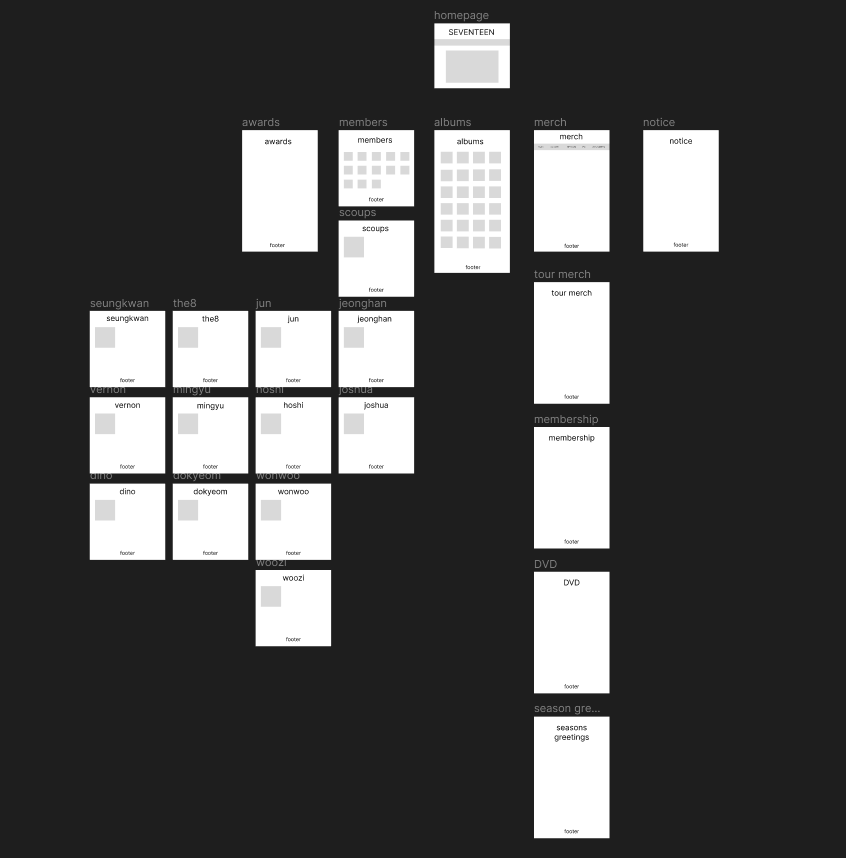 homepage
SEVENTEEN
awards
members
albums
merch
notice
awards
members
albums
merch
notice
footer
footer
footer
footer
footer
scoups
scoups
footer
tour merch
tour merch
footer
seungkwan
the8
jun
jeonghan
seungkwan
the8
jun
jeonghan
footer
footer
footer
footer
vernon
mingyu
hoshi
joshua
vernon
mingyu
hoshi
joshua
footer
footer
footer
footer
membership
membership
footer
dino
dokyeom
wonwoo
dino
dokyeom
wonwoo
footer
footer
footer
woozi
woozi
footer
DVD
DVD
footer
season gre...
seasons
greetings
footer